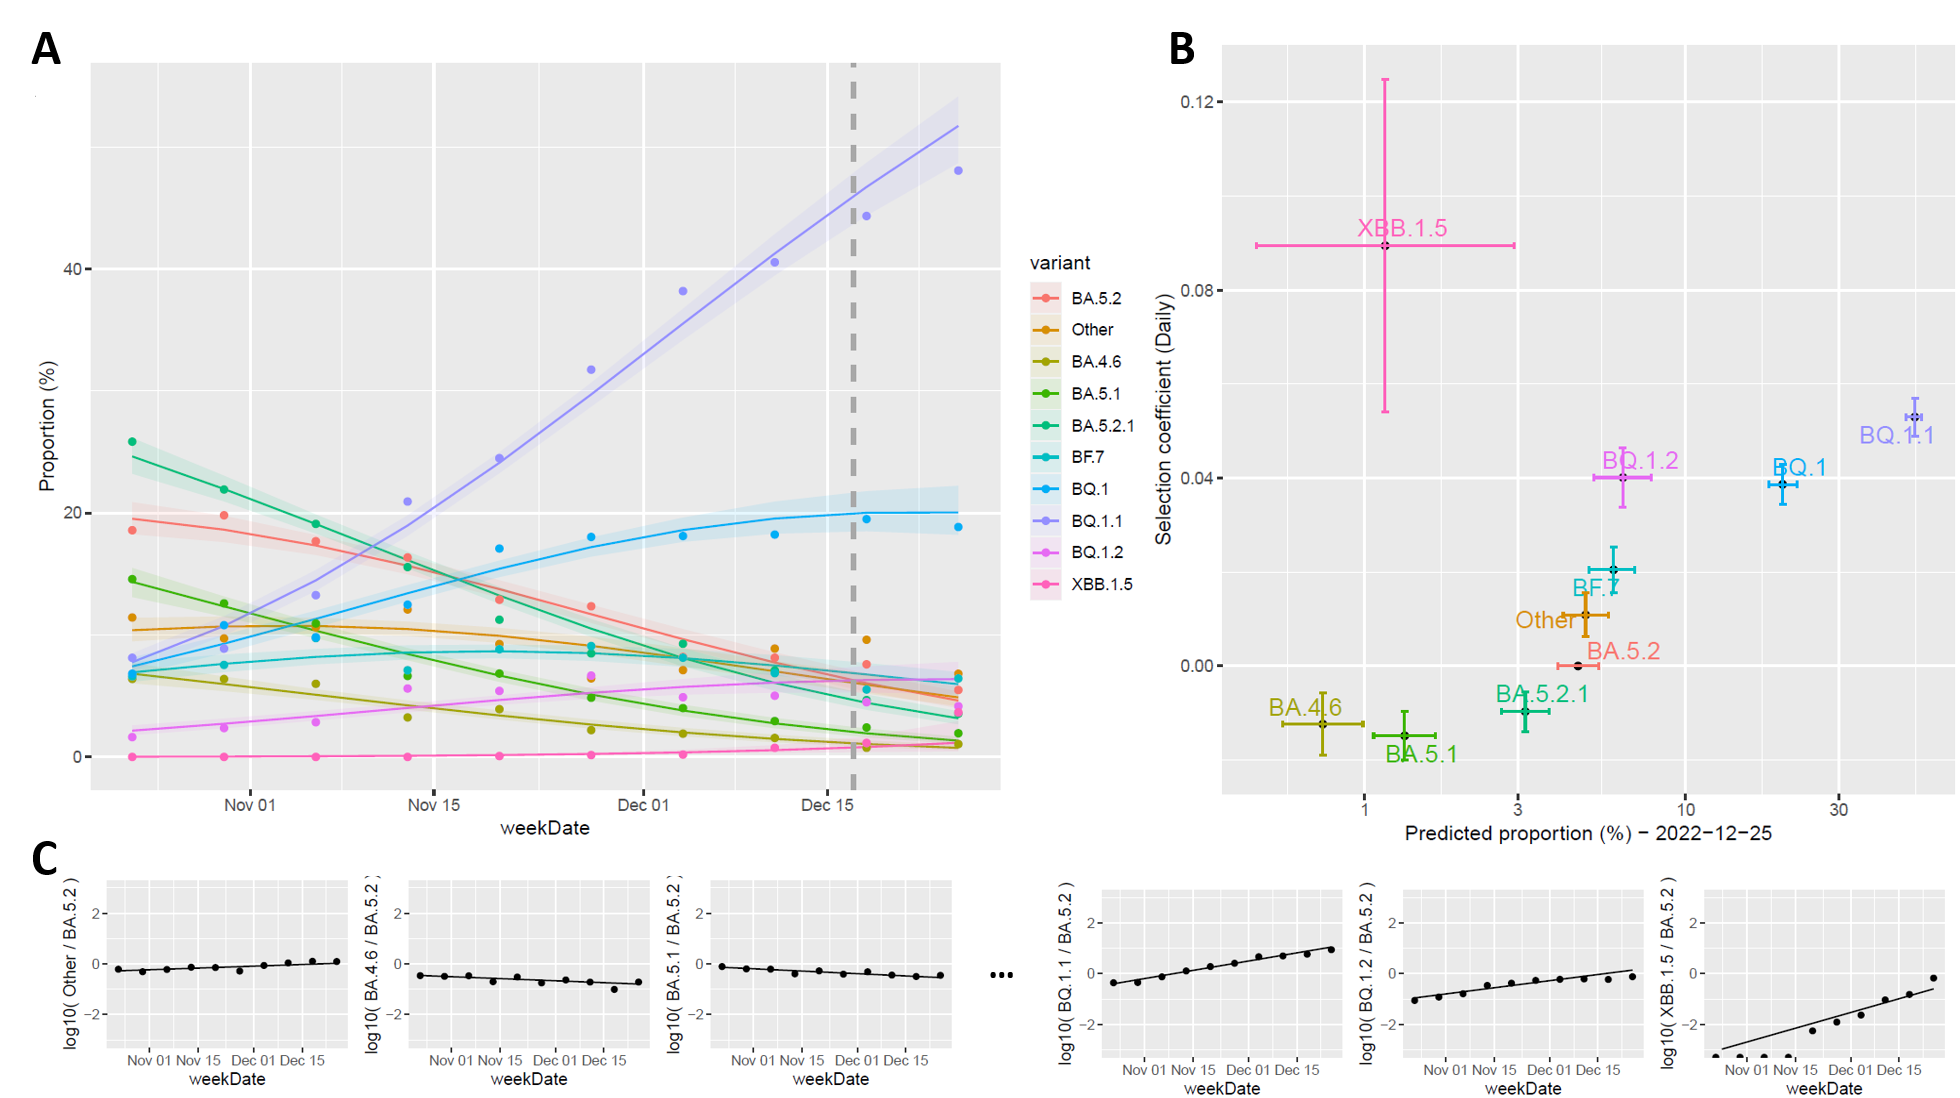 A
Proportion (%)
40
20
0
Nov 01
Nov 15
Dec 01
Dec 15
weekDate
variant
BA.5.2
Other
BA.4.6
BA.5.1
BA.5.2.1
BF.7
BQ.1
BQ.1.1
BQ.1.2
XBB.1.5
B
Selection coefficient (Daily)
0.12
0.08
0.04
0.00
XBB.1.5
BQ.1.1
BQ.1.2
BQ.1
BF.7
Other
BA.5.2
BA.5.2.1
BA.4.6
BA.5.1
1
3
10
30
Predicted proportion (%) − 2022−12−25
C
log10( Other / BA.5.2 )
2
0
−2
Nov 01 Nov 15 Dec 01 Dec 15
weekDate
log10( BA.4.6 / BA.5.2 )
2
0
−2
Nov 01 Nov 15 Dec 01 Dec 15
weekDate
log10( BA.5.1 / BA.5.2 )
2
0
−2
Nov 01 Nov 15 Dec 01 Dec 15
weekDate
...
log10( BQ.1.1 / BA.5.2 )
2
0
−2
Nov 01 Nov 15 Dec 01 Dec 15
weekDate
log10( BQ.1.2 / BA.5.2 )
2
0
−2
Nov 01 Nov 15 Dec 01 Dec 15
weekDate
log10( XBB.1.5 / BA.5.2 )
2
0
−2
Nov 01 Nov 15 Dec 01 Dec 15
weekDate